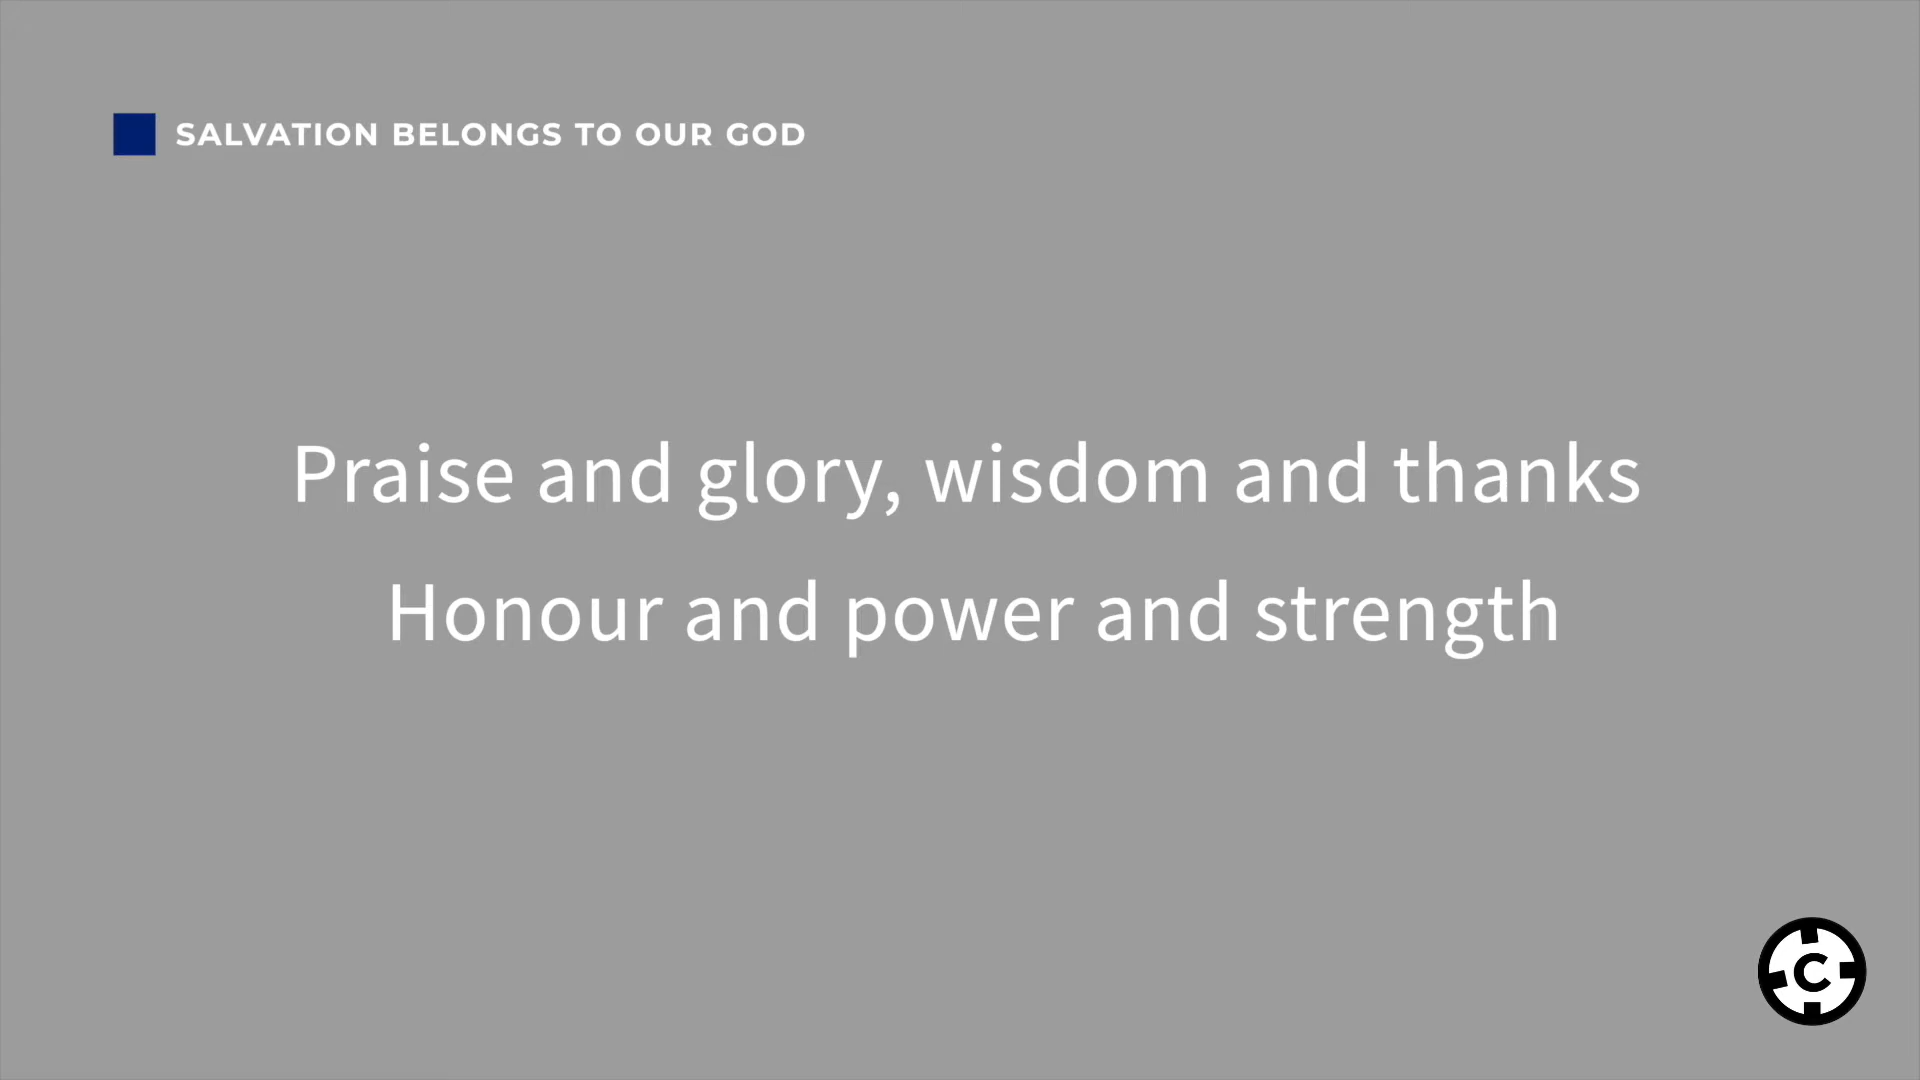 SALVATION BELONGS TO OUR GOD
Praise and glory, wisdom and thanks
Honour and power and strength
C